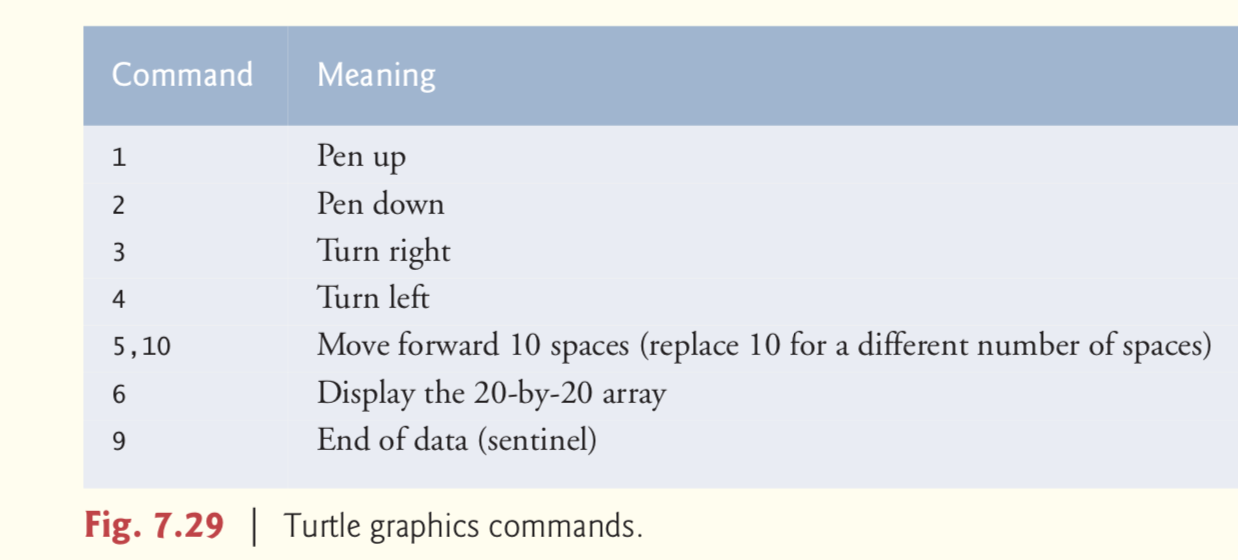 Command Meaning
1 Pen up
2 Pen down
3 Turn right
4 Turn left
5,10 Move forward 10 spaces (replace 10 for a different number of spaces)
6 Display the 20-by-20 array
9 End of data (sentinel)
Fig. 7.29 | Turtle graphics commands.